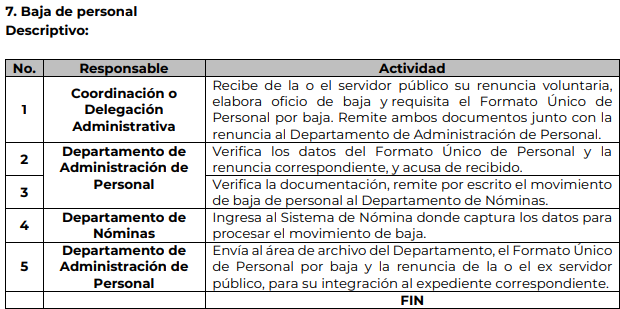 7. Baja de personal
Descriptivo:
No. Responsable Actividad
1 Coordinación o Delegación Administrativa
Recibe de la o el servidor público su renuncia voluntaria,
elabora oficio de baja y requisita el Formato Único de
Personal por baja. Remite ambos documentos junto con la
renuncia al Departamento de Administración de Personal.
2 Departamento de Administración de Personal
Verifica los datos del Formato Único de Personal y la
renuncia correspondiente, y acusa de recibido.
3
Verifica la documentación, remite por escrito el movimiento
de baja de personal al Departamento de Nóminas.
4 Departamento de Nóminas
Ingresa al Sistema de Nómina donde captura los datos para
procesar el movimiento de baja.
5 Departamento de Administración de Personal
Envía al área de archivo del Departamento, el Formato Único
de Personal por baja y la renuncia de la o el ex servidor
público, para su integración al expediente correspondiente.
FIN